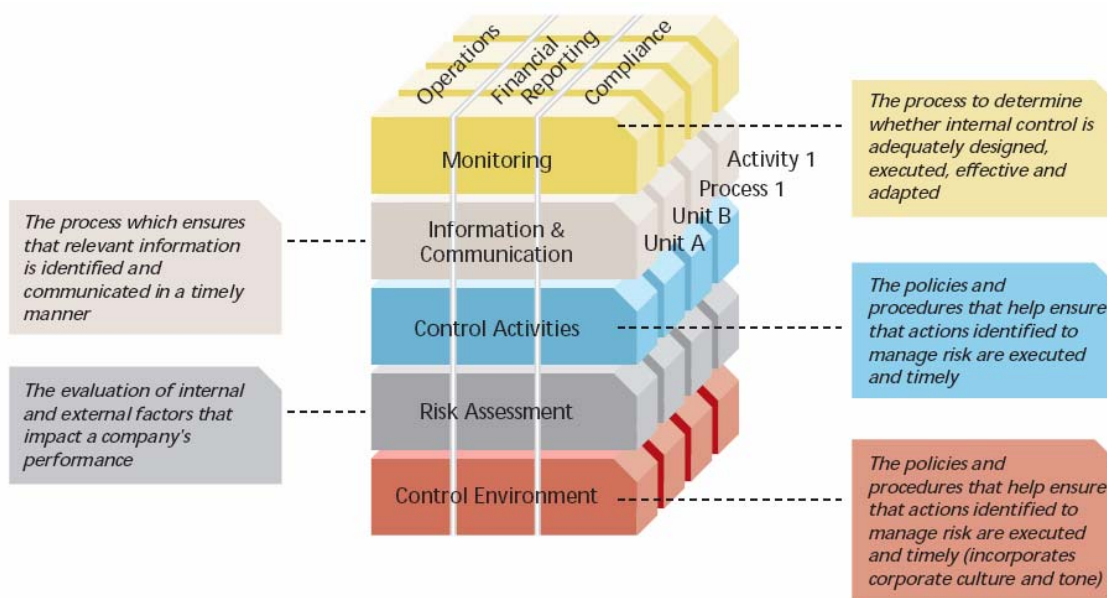 Operations
Financial
Reporting
Compliance
Monitoring
Information &
Communication
Control Activities
Risk Assessment
Control Environment
Activity 1
Process 1
Unit B
Unit A
The process which ensures
that relevant information
is identified and
communicated in a timely
manner
The evaluation of internal
and external factors that
impact a company's
performance
The process to determine
whether internal control is
adequately designed,
executed, effective and
adapted
The policies and
procedures that help ensure
that actions identified to
manage risk are executed
and timely
The policies and
procedures that help ensure
that actions identified to
manage risk are executed
and timely (incorporates
corporate culture and tone)